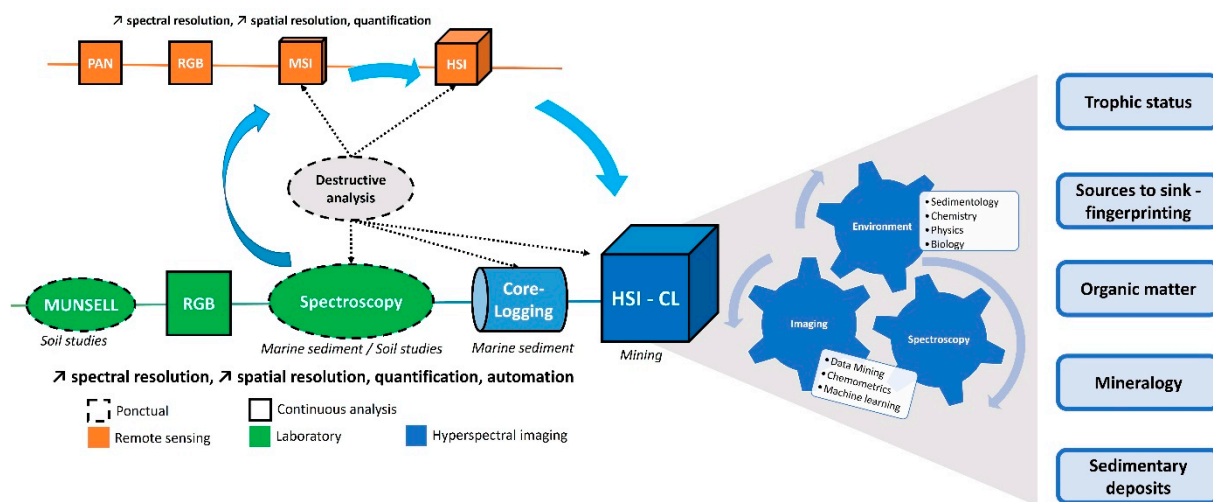 ↗ spectral resolution, ↗ spatial resolution, quantification
PAN
RGB
MSI
HSI
Destructive
analysis
MUNSELL
RGB
Spectroscopy
Core-
Logging
HSI - CL
Soil studies
Marine sediment / Soil studies
Marine sediment
Mining
↗ spectral resolution, ↗ spatial resolution, quantification, automation
Ponctual
Continuous analysis
Remote sensing
Laboratory
Hyperspectral imaging
Environment
• Sedimentology
• Chemistry
• Physics
• Biology
Imaging
Spectroscopy
• Data Mining
• Chemometrics
• Machine learning
Trophic status
Sources to sink -
fingerprinting
Organic matter
Mineralogy
Sedimentary
deposits